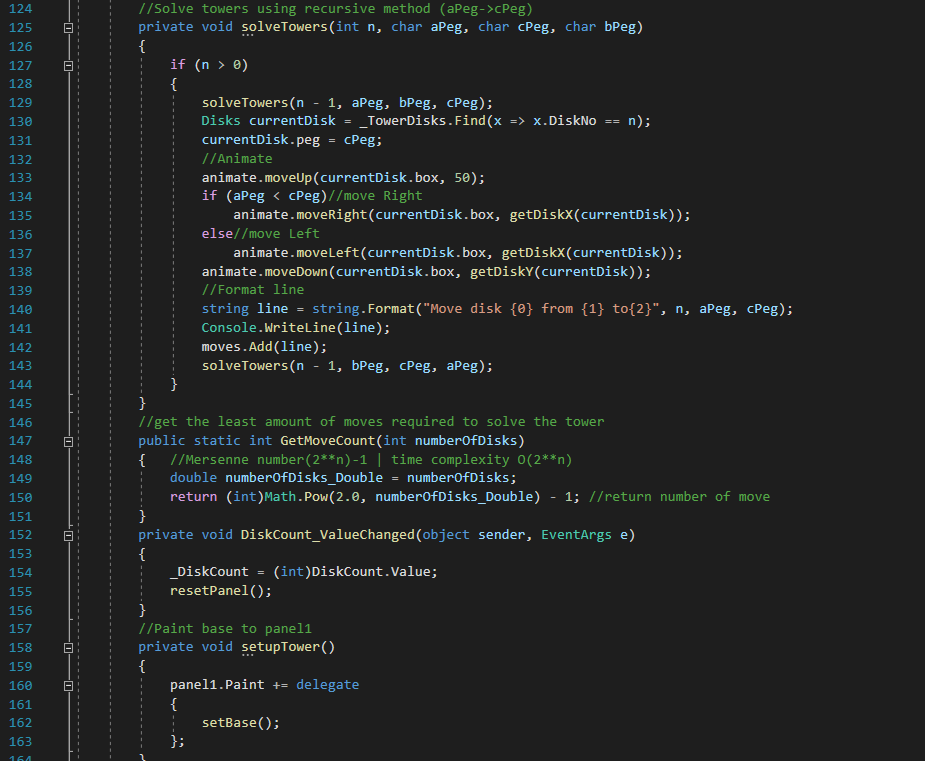 124 //Solve towers using recursive method (aPeg->cPeg)
125 private void solveTowers(int n, char aPeg, char cPeg, char bPeg)
126 {
127 if (n > 0)
128 {
129 solveTowers(n - 1, aPeg, bPeg, cPeg);
130 Disks currentDisk = _TowerDisks.Find(x => x.DiskNo == n);
131 currentDisk.peg = cPeg;
132 //Animate
133 animate.moveUp(currentDisk.box, 50);
134 if (aPeg < cPeg)//move Right
135 animate.moveRight(currentDisk.box, getDiskX(currentDisk));
136 else//move Left
137 animate.moveLeft(currentDisk.box, getDiskX(currentDisk));
138 animate.moveDown(currentDisk.box, getDiskY(currentDisk));
139 //Format line
140 string line = string.Format("Move disk {0} from {1} to{2}", n, aPeg, cPeg);
141 Console.WriteLine(line);
142 moves.Add(line);
143 solveTowers(n - 1, bPeg, cPeg, aPeg);
144 }
145 }
146 //get the least amount of moves required to solve the tower
147 public static int GetMoveCount(int numberOfDisks)
148 { //Mersenne number(2**n)-1 | time complexity O(2**n)
149 double numberOfDisks_Double = numberOfDisks;
150 return (int)Math.Pow(2.0, numberOfDisks_Double) - 1; //return number of move
151 }
152 private void DiskCount_ValueChanged(object sender, EventArgs e)
153 {
154 _DiskCount = (int)DiskCount.Value;
155 resetPanel();
156 }
157 //Paint base to panel1
158 private void setupTower()
159 {
160 panel1.Paint += delegate
161 {
162 setBase();
163 };
164 }